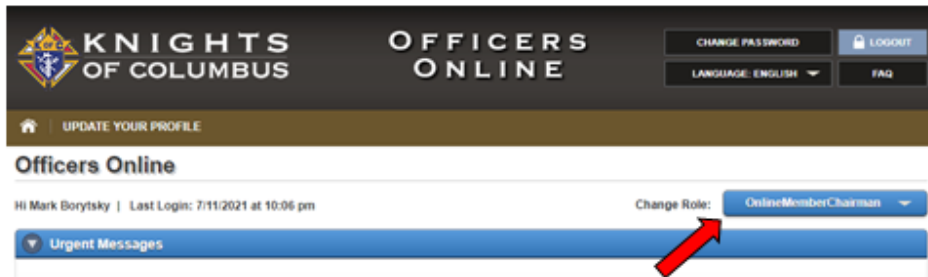 KNIGHTS
OF COLUMBUS
OFFICERS
ONLINE
CHANGE PASSWORD
LOGOUT
LANGUAGE: ENGLISH
FAQ
UPDATE YOUR PROFILE
Officers Online
Hi Mark Borytsky | Last Login: 7/11/2021 at 10:06 pm
Change Role: OnlineMemberChairman
Urgent Messages